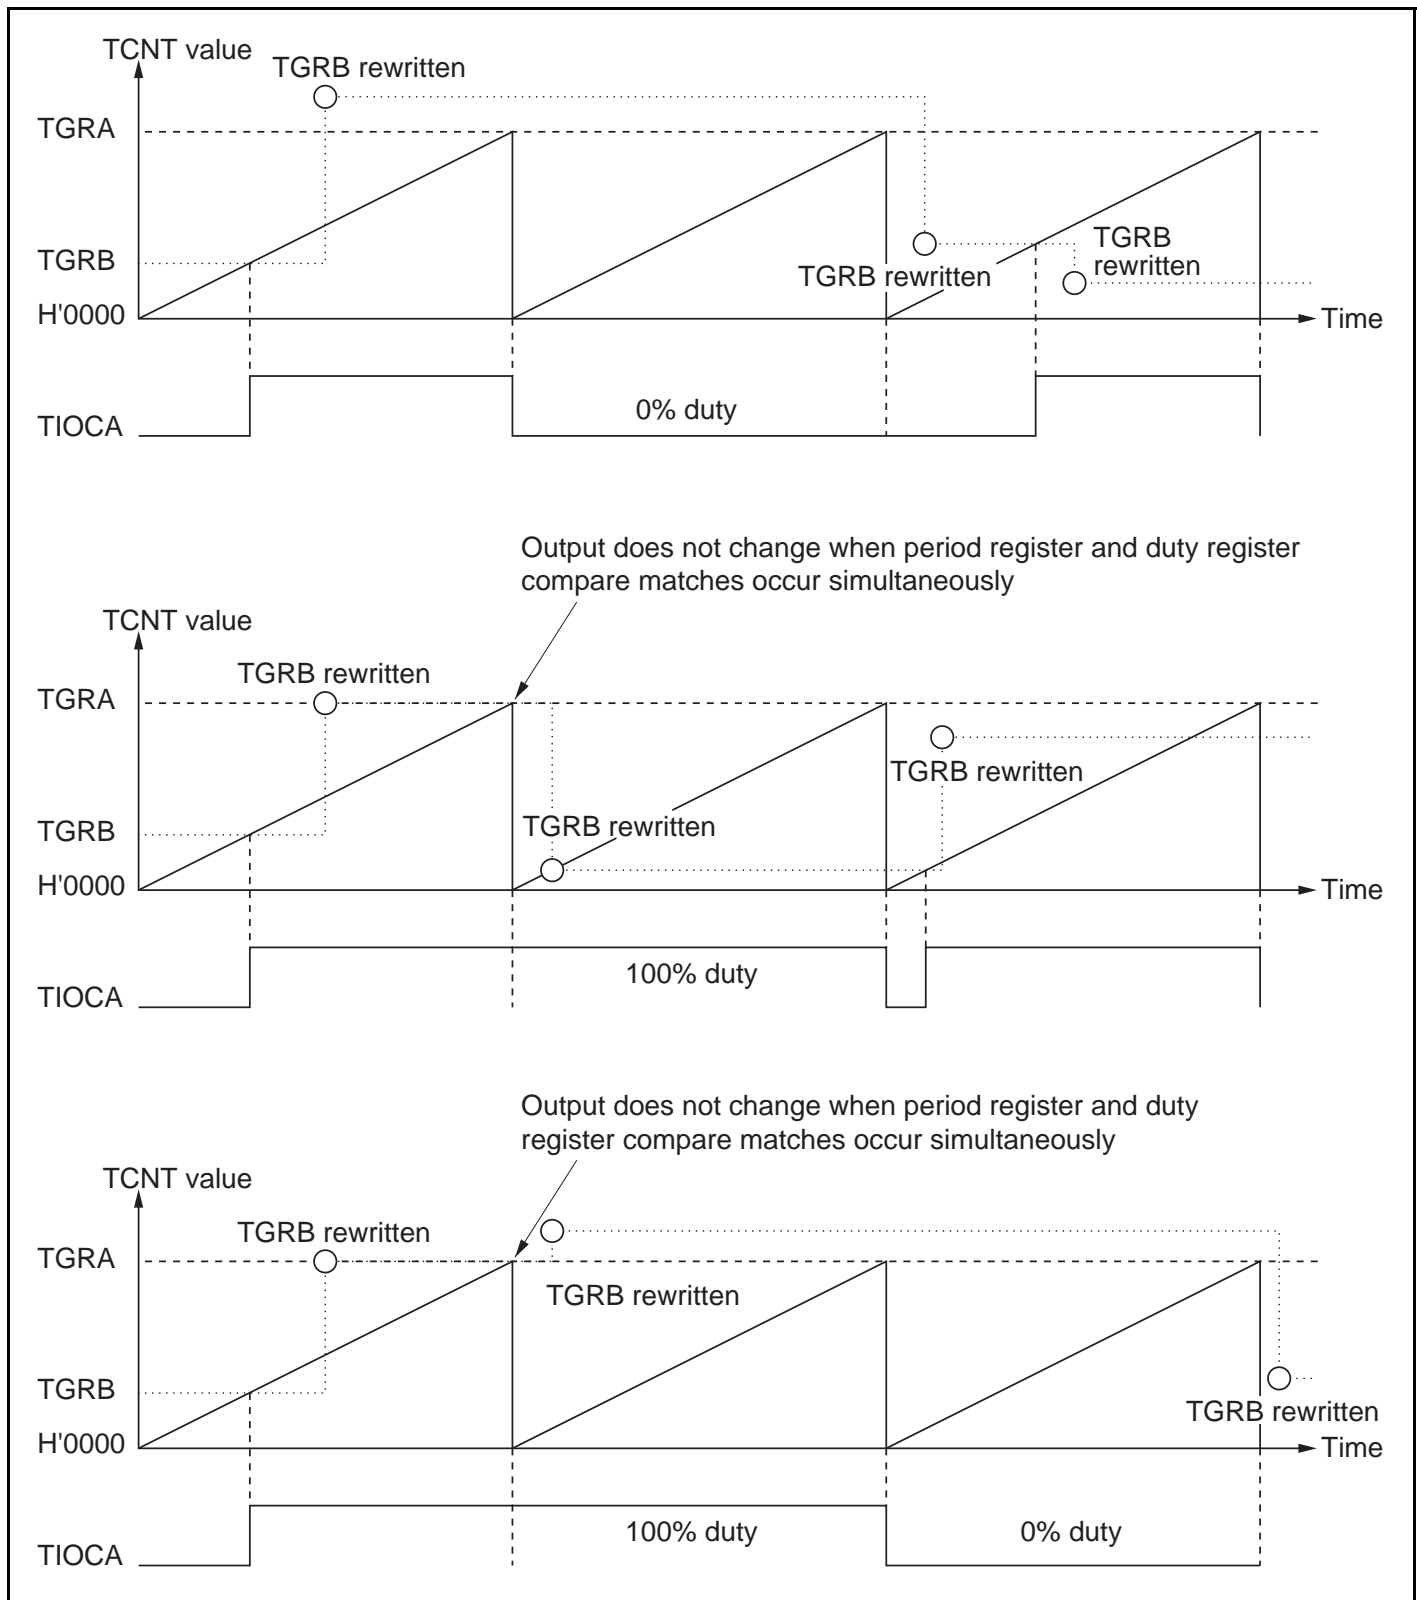 TCNT value
TGRB rewritten
TGRA
TGRB
TGRB
rewritten
TGRB rewritten
H'0000
Time
0% duty
TIOCA
Output does not change when period register and duty register
compare matches occur simultaneously
TCNT value
TGRB rewritten
TGRA
TGRB rewritten
TGRB
TGRB rewritten
H'0000
Time
100% duty
TIOCA
Output does not change when period register and duty
register compare matches occur simultaneously
TCNT value
TGRB rewritten
TGRA
TGRB rewritten
TGRB
TGRB rewritten
H'0000
Time
100% duty
0% duty
TIOCA